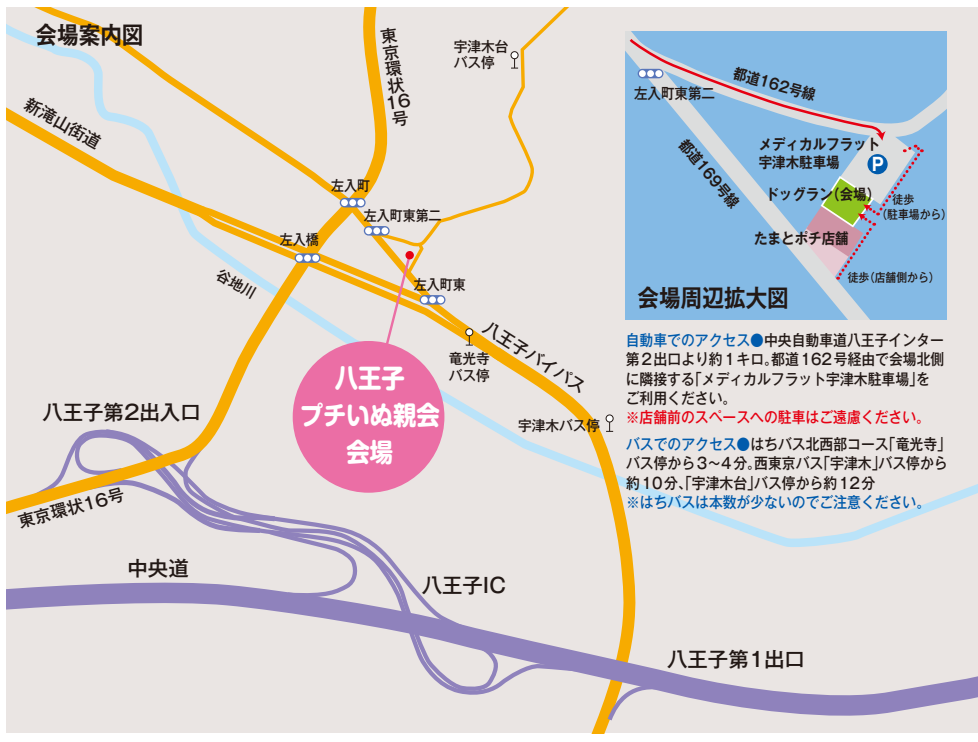 会場案内図
東京環状16号
宇津木台
バス停
新滝山街道
左入町
左入町東第二
左入橋
谷地川
左入町東
八王子バイパス
竜光寺
バス停
八王子
プチいぬ親会
会場
宇津木バス停
八王子第2出入口
東京環状16号
中央道
八王子IC
八王子第1出口
都道162号線
左入町東第二
都道169号線
メディカルフラット
宇津木駐車場
P
ドッグラン(会場)
徒歩
(駐車場から)
たまとポチ店舗
徒歩(店舗側から)
会場周辺拡大図
自動車でのアクセス●中央自動車道八王子インター
第2出口より約1キロ。都道162号経由で会場北側
に隣接する「メディカルフラット宇津木駐車場」を
ご利用ください。
※店舗前のスペースへの駐車はご遠慮ください。
バスでのアクセス●はちバス北西部コース「竜光寺」
バス停から3〜4分。西東京バス「宇津木」バス停から
約10分、「宇津木台」バス停から約12分
※はちバスは本数が少ないのでご注意ください。